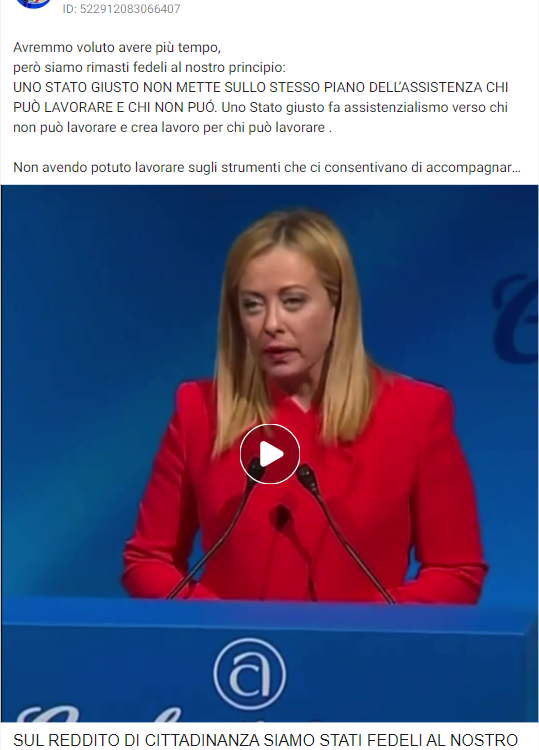 ID: 522912083066407
Avremmo voluto avere più tempo,
però siamo rimasti fedeli al nostro principio:
UNO STATO GIUSTO NON METTE SULLO STESSO PIANO DELL'ASSISTENZA CHI
PUÒ LAVORARE E CHI NON PUÓ. Uno Stato giusto fa assistenzialismo verso chi
non può lavorare e crea lavoro per chi può lavorare .
Non avendo potuto lavorare sugli strumenti che ci consentivano di accompagnar...
a
SUL REDDITO DI CITTADINANZA SIAMO STATI FEDELI AL NOSTRO